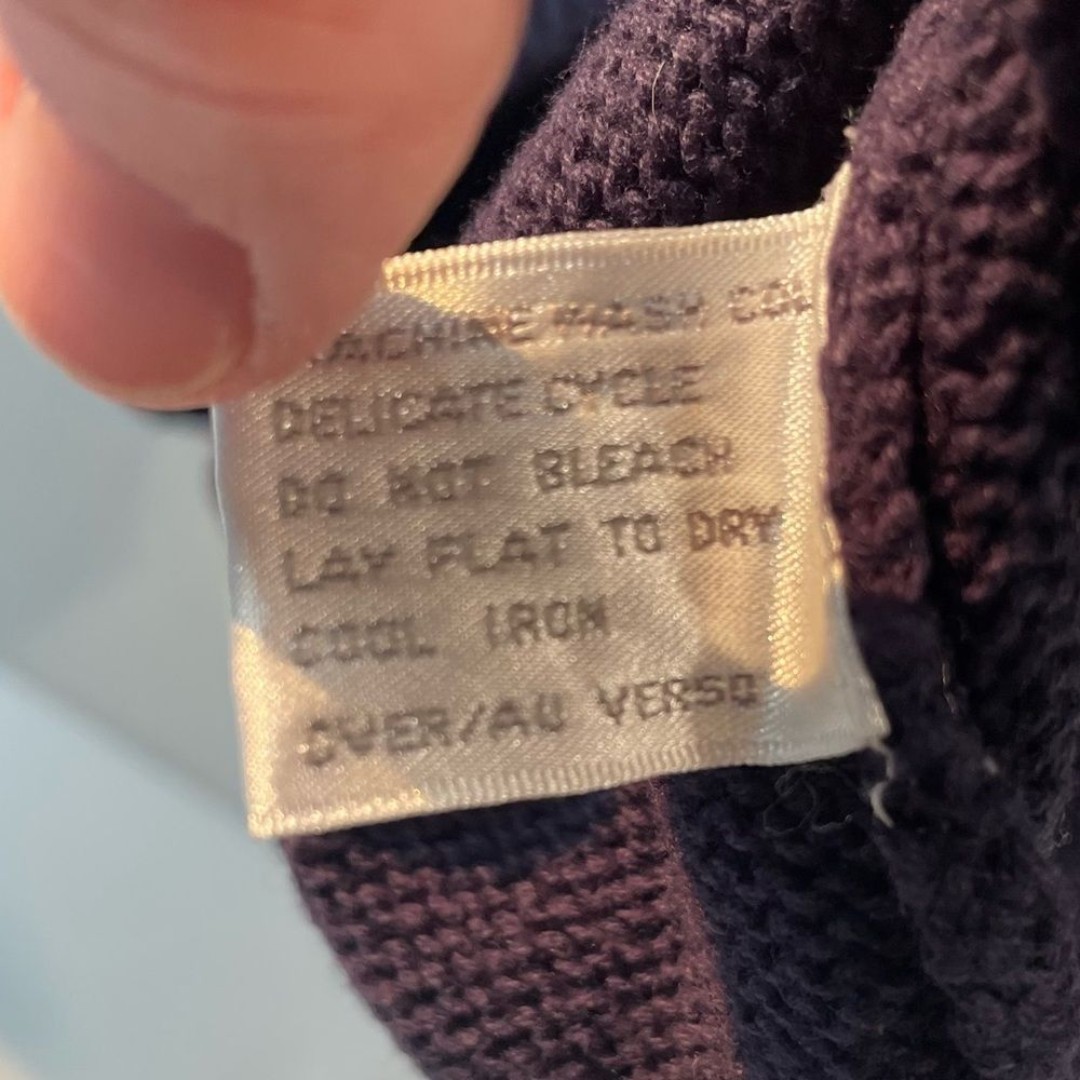 MACHINE WASH COL
DELICATE CYCLE
DO NOT BLEACH
LAY FLAT TO DRY
COOL IRON
OVER/AU VERSO